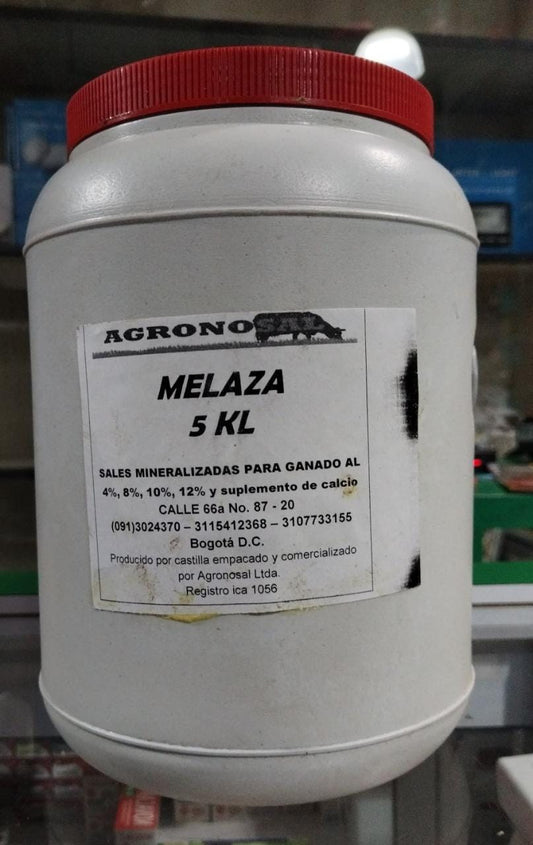 AGRONOSAL
MELAZA
5 KL
SALES MINERALIZADAS PARA GANADO AL
4%, 8%, 10%, 12% y suplemento de calcio
CALLE 66a No. 87 - 20
(091)3024370 – 3115412368 – 3107733155
Bogotá D.C.
Producido por castilla empacado y comercializado
por Agronosal Ltda.
Registro ica 1056